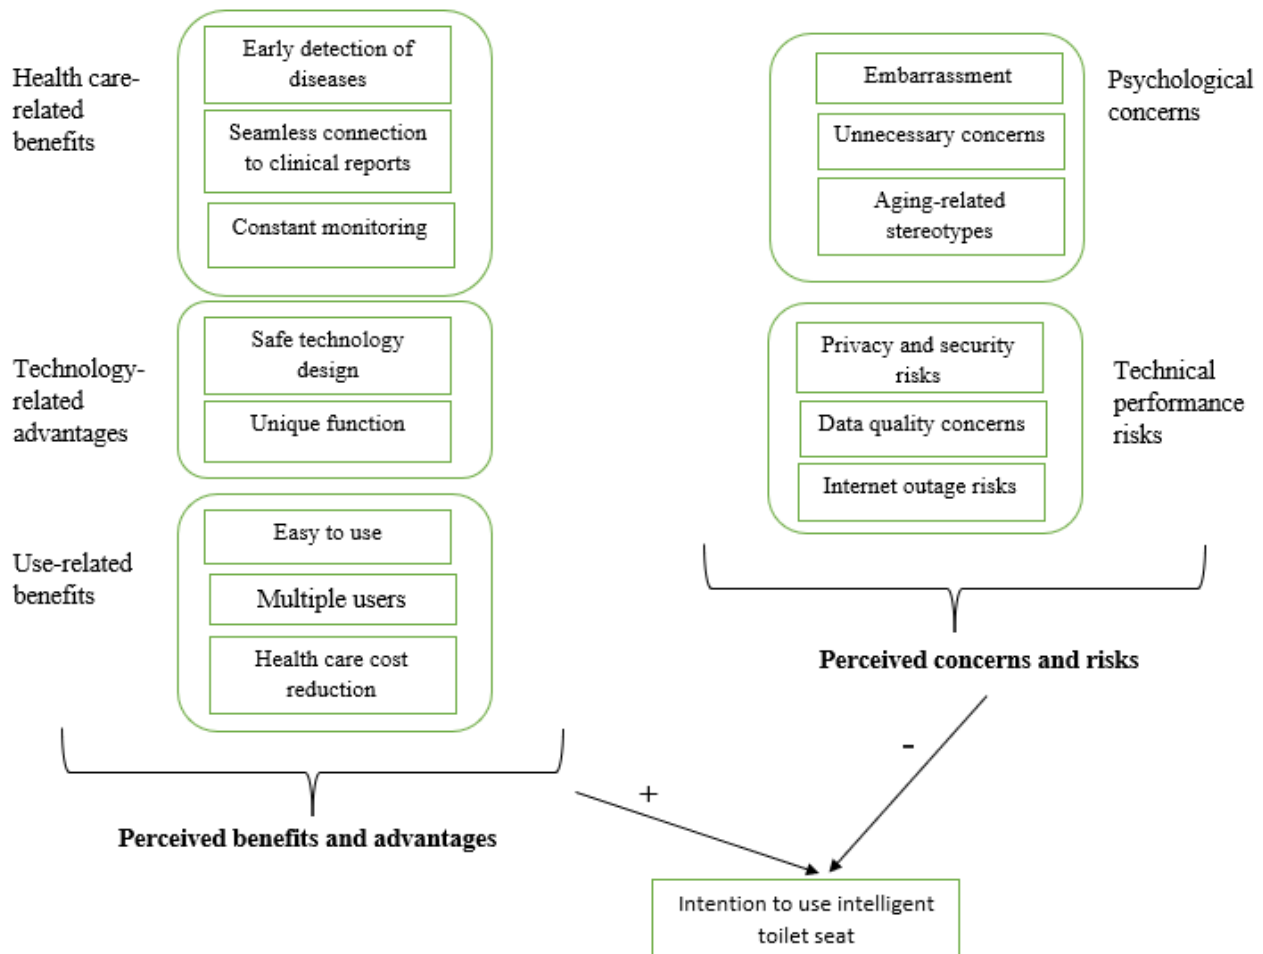 Health care-
related
benefits
Early detection of
diseases
Seamless connection
to clinical reports
Constant monitoring
Technology-
related
advantages
Safe technology
design
Unique function
Use-related
benefits
Easy to use
Multiple users
Health care cost
reduction
Perceived benefits and advantages
Embarrassment
Unnecessary concerns
Aging-related
stereotypes
Psychological
concerns
Privacy and security
risks
Data quality concerns
Internet outage risks
Technical
performance
risks
Perceived concerns and risks
+
-
Intention to use intelligent
toilet seat